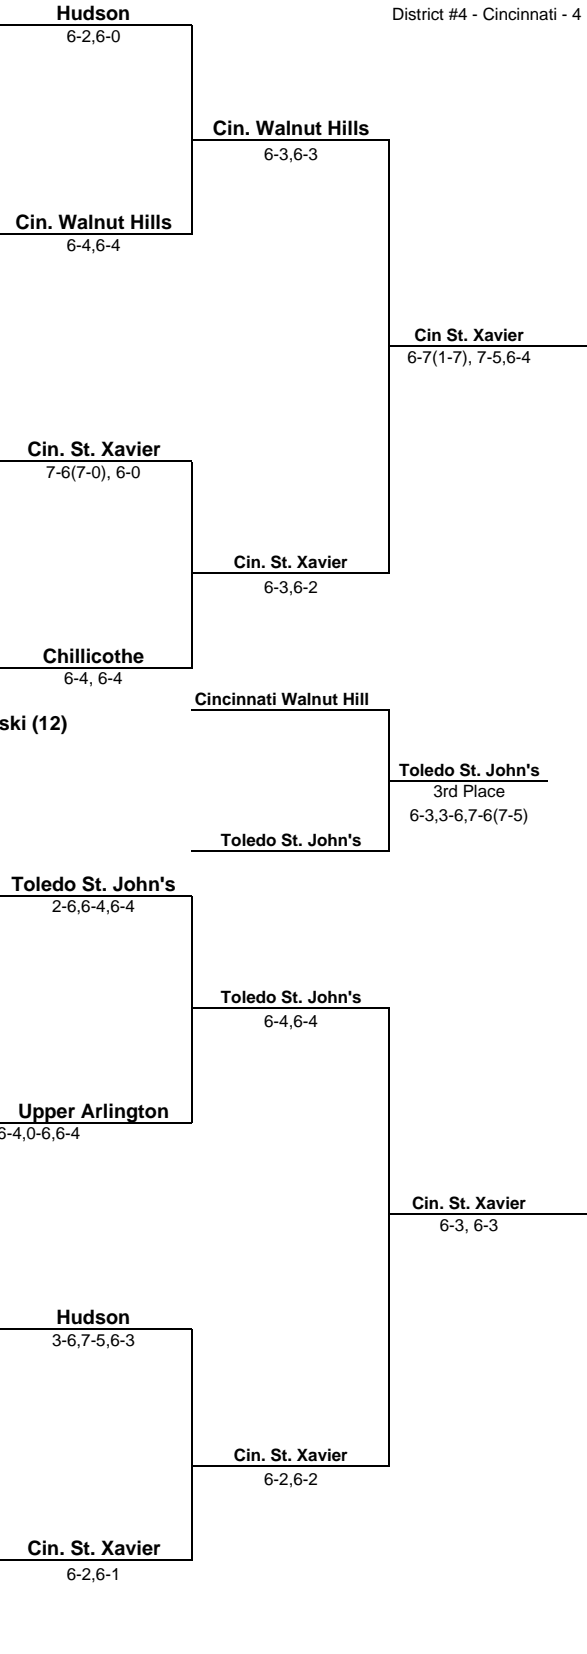 Hudson
District #4 - Cincinnati - 4
6-2,6-0
Cin. Walnut Hills
6-3,6-3
Cin. Walnut Hills
6-4,6-4
Cin St. Xavier
6-7(1-7), 7-5,6-4
Cin. St. Xavier
7-6(7-0), 6-0
Cin. St. Xavier
6-3,6-2
Chillicothe
6-4, 6-4
Cincinnati Walnut Hill
ski (12)
Toledo St. John's
3rd Place
6-3,3-6,7-6(7-5)
Toledo St. John's
Toledo St. John's
2-6,6-4,6-4
Toledo St. John's
6-4,6-4
Upper Arlington
6-4,0-6,6-4
Cin. St. Xavier
6-3, 6-3
Hudson
3-6,7-5,6-3
Cin. St. Xavier
6-2,6-2
Cin. St. Xavier
6-2,6-1